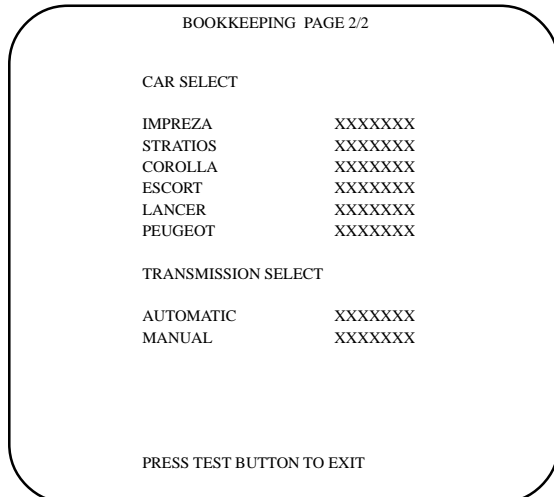 BOOKKEEPING PAGE 2/2
CAR SELECT
IMPREZA XXXXXXX
STRATIOS XXXXXXX
COROLLA XXXXXXX
ESCORT XXXXXXX
LANCER XXXXXXX
PEUGEOT XXXXXXX
TRANSMISSION SELECT
AUTOMATIC XXXXXXX
MANUAL XXXXXXX
PRESS TEST BUTTON TO EXIT